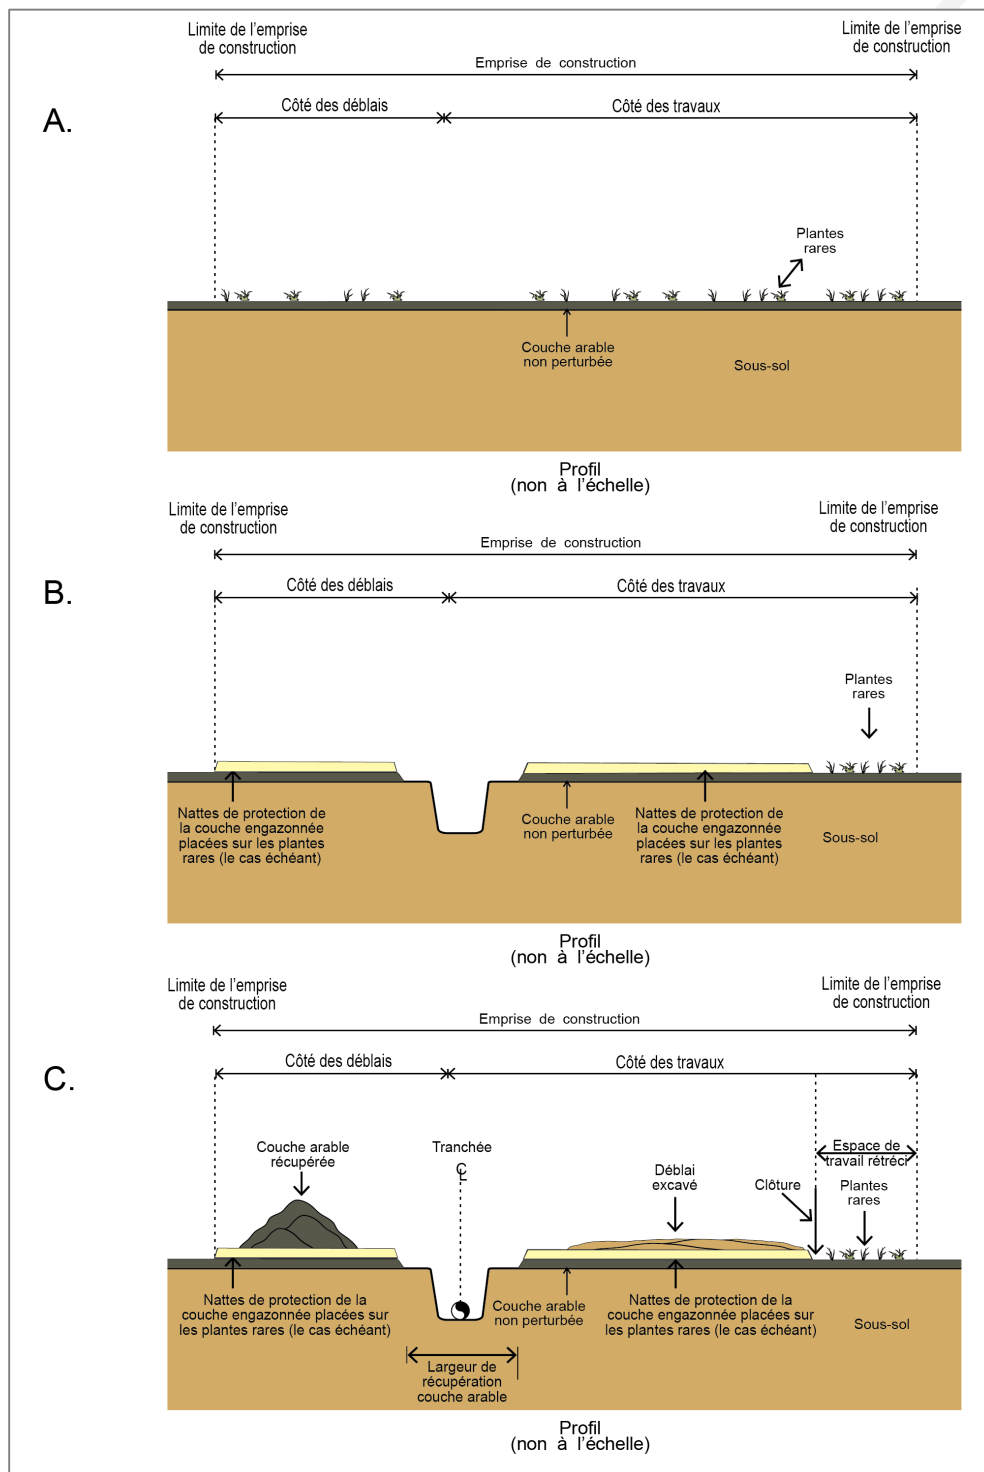 Limite de l'emprise
de construction
Limite de l'emprise
de construction
Emprise de construction
A.
Côté des déblais
Côté des travaux
Plantes
rares
Couche arable
non perturbée
Sous-sol
Profil
(non à l'échelle)
Limite de l'emprise
de construction
Limite de l'emprise
de construction
Emprise de construction
B.
Côté des déblais
Côté des travaux
Plantes
rares
Nattes de protection de
la couche engazonnée
placées sur les plantes
rares (le cas échéant)
Couche arable
non perturbée
Nattes de protection de
la couche engazonnée
placées sur les plantes
rares (le cas échéant)
Sous-sol
Profil
(non à l'échelle)
Limite de l'emprise
de construction
Limite de l'emprise
de construction
Emprise de construction
C.
Côté des déblais
Côté des travaux
Couche arable
récupérée
Tranchée
℄
Déblai
excavé
Clôture
Espace de
travail rétréci
Plantes
rares
Nattes de protection de la
couche engazonnée placées sur
les plantes rares (le cas échéant)
Couche arable
non perturbée
Nattes de protection de la
couche engazonnée placées sur
les plantes rares (le cas échéant)
Sous-sol
Largeur de
récupération
couche arable
Profil
(non à l'échelle)